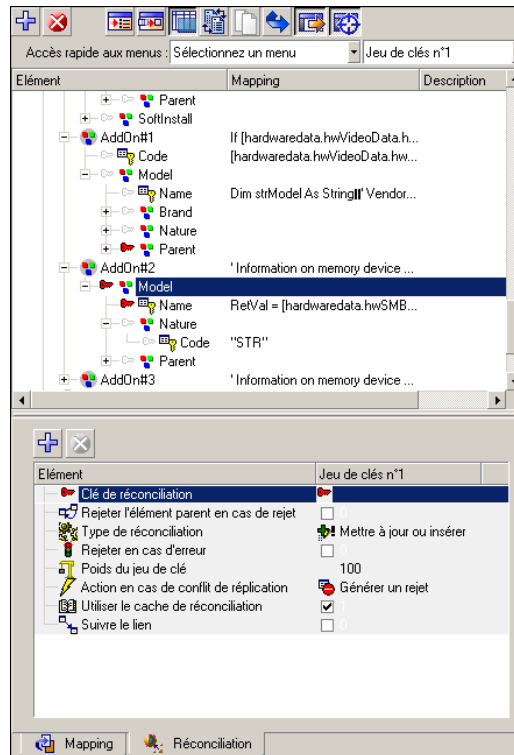 Accès rapide aux menus : Sélectionnez un menu Jeu de clés n°1
Elément Mapping Description
Parent
SoftInstall
AddOn#1 If [hardwaredata.hwVideoData.h...
Code [hardwaredata.hwVideoData.hw...
Model
Name Dim strModel As String||' Vendor...
Brand
Nature
Parent
AddOn#2 ' Information on memory device ...
Model
Name RetVal = [hardwaredata.hwSMB...
Nature
Code "STR"
Parent
AddOn#3 ' Information on memory device ...
Elément Jeu de clés n°1
Clé de réconciliation
Rejeter l'élément parent en cas de rejet 0
Type de réconciliation Mettre à jour ou insérer
Rejeter en cas d'erreur 0
Poids du jeu de clé 100
Action en cas de conflit de réplication Générer un rejet
Utiliser le cache de réconciliation 1
Suivre le lien 0
Mapping Réconciliation